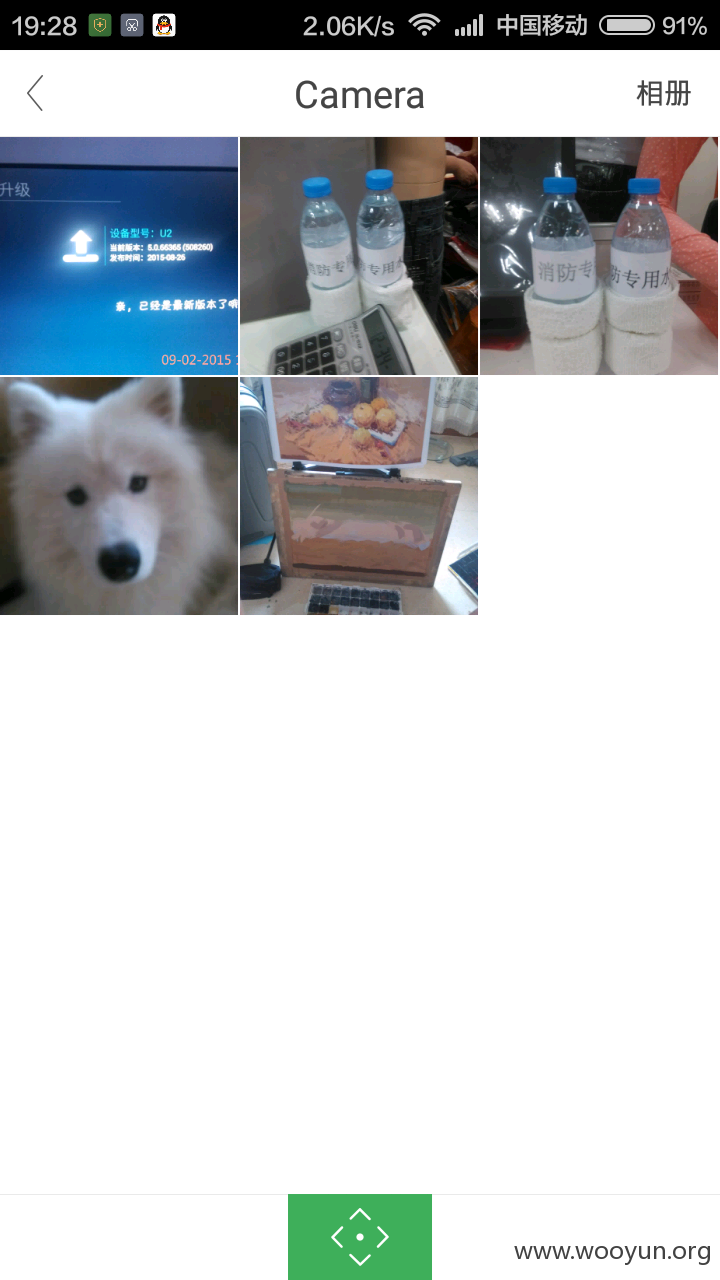 19:28 2.06K/s 中国移动 91%
Camera 相册
升级
设备型号：U2
当前版本：5.0.66365 (508260)
发布时间：2015-08-26
亲，已经是最新版本了哟
09-02-2015
消防专用
专用水
消防专
防专用水
www.wooyun.org